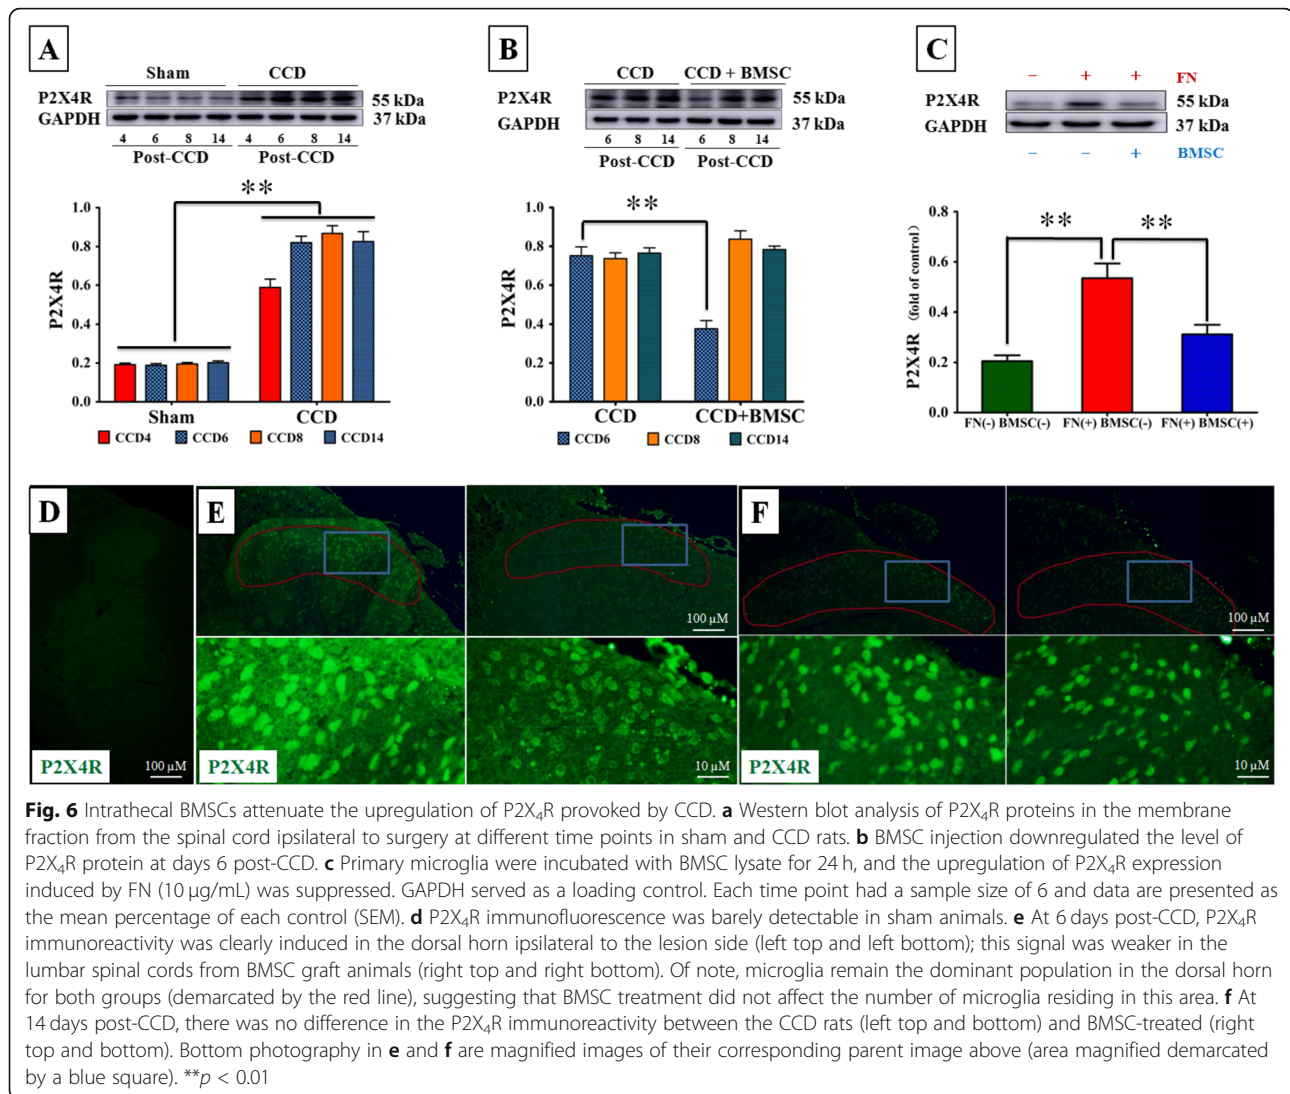 A
Sham CCD
P2X4R 55 kDa
GAPDH 37 kDa
4 6 8 14 4 6 8 14
Post-CCD Post-CCD
**
1.0
0.8
0.6
0.4
0.2
0.0
P2X4R
Sham CCD
CCD4 CCD6 CCD8 CCD14
B
CCD CCD + BMSC
P2X4R 55 kDa
GAPDH 37 kDa
6 8 14 6 8 14
Post-CCD Post-CCD
**
1.0
0.8
0.6
0.4
0.2
0.0
P2X4R
CCD CCD+BMSC
CCD6 CCD8 CCD14
C
− + + FN
P2X4R 55 kDa
GAPDH 37 kDa
− − + BMSC
** **
0.8
0.6
0.4
0.2
0.0
P2X4R (fold of control)
FN(-) BMSC(-) FN(+) BMSC(-) FN(+) BMSC(+)
D
P2X4R 100 µM
E
100 µM
P2X4R 10 µM
F
100 µM
P2X4R 10 µM
Fig. 6 Intrathecal BMSCs attenuate the upregulation of P2X₄R provoked by CCD. a Western blot analysis of P2X₄R proteins in the membrane
fraction from the spinal cord ipsilateral to surgery at different time points in sham and CCD rats. b BMSC injection downregulated the level of
P2X₄R protein at days 6 post-CCD. c Primary microglia were incubated with BMSC lysate for 24 h, and the upregulation of P2X₄R expression
induced by FN (10 μg/mL) was suppressed. GAPDH served as a loading control. Each time point had a sample size of 6 and data are presented as
the mean percentage of each control (SEM). d P2X₄R immunofluorescence was barely detectable in sham animals. e At 6 days post-CCD, P2X₄R
immunoreactivity was clearly induced in the dorsal horn ipsilateral to the lesion side (left top and left bottom); this signal was weaker in the
lumbar spinal cords from BMSC graft animals (right top and right bottom). Of note, microglia remain the dominant population in the dorsal horn
for both groups (demarcated by the red line), suggesting that BMSC treatment did not affect the number of microglia residing in this area. f At
14 days post-CCD, there was no difference in the P2X₄R immunoreactivity between the CCD rats (left top and bottom) and BMSC-treated (right
top and bottom). Bottom photography in e and f are magnified images of their corresponding parent image above (area magnified demarcated
by a blue square). **p < 0.01